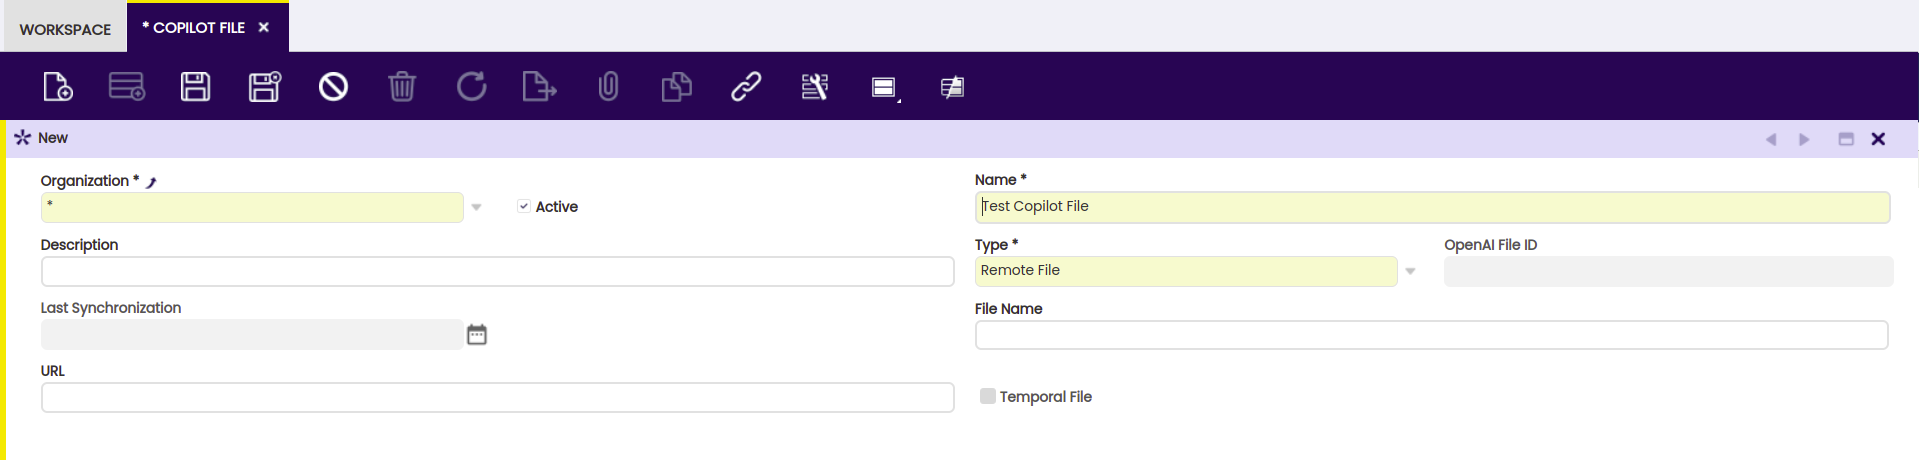 WORKSPACE
* COPILOT FILE
New
Organization *
Name *
*
Active
Test Copilot File
Description
Type *
OpenAI File ID
Remote File
Last Synchronization
File Name
URL
Temporal File